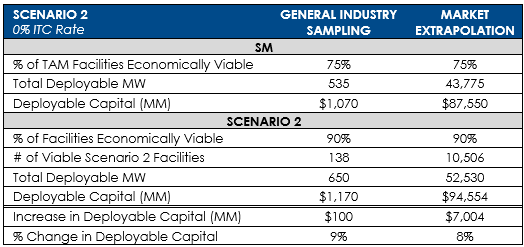 SCENARIO 2 GENERAL INDUSTRY MARKET
0% ITC Rate SAMPLING EXTRAPOLATION
SM
% of TAM Facilities Economically Viable 75% 75%
Total Deployable MW 535 43,775
Deployable Capital (MM) $1,070 $87,550
SCENARIO 2
% of Facilities Economically Viable 90% 90%
# of Viable Scenario 2 Facilities 138 10,506
Total Deployable MW 650 52,530
Deployable Capital (MM) $1,170 $94,554
Increase in Deployable Capital (MM) $100 $7,004
% Change in Deployable Capital 9% 8%